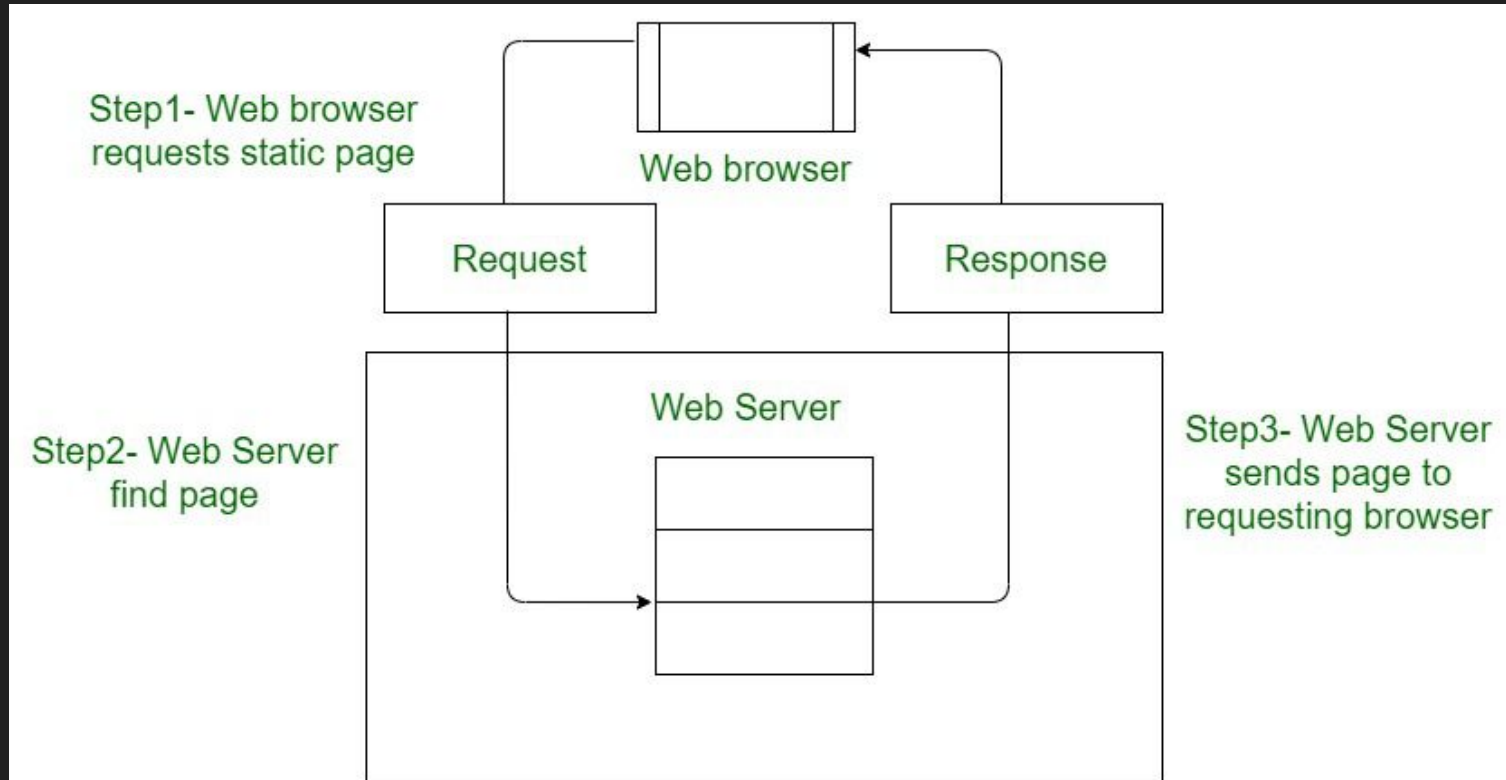 Step1- Web browser
requests static page
Web browser
Request
Response
Web Server
Step2- Web Server
find page
Step3- Web Server
sends page to
requesting browser